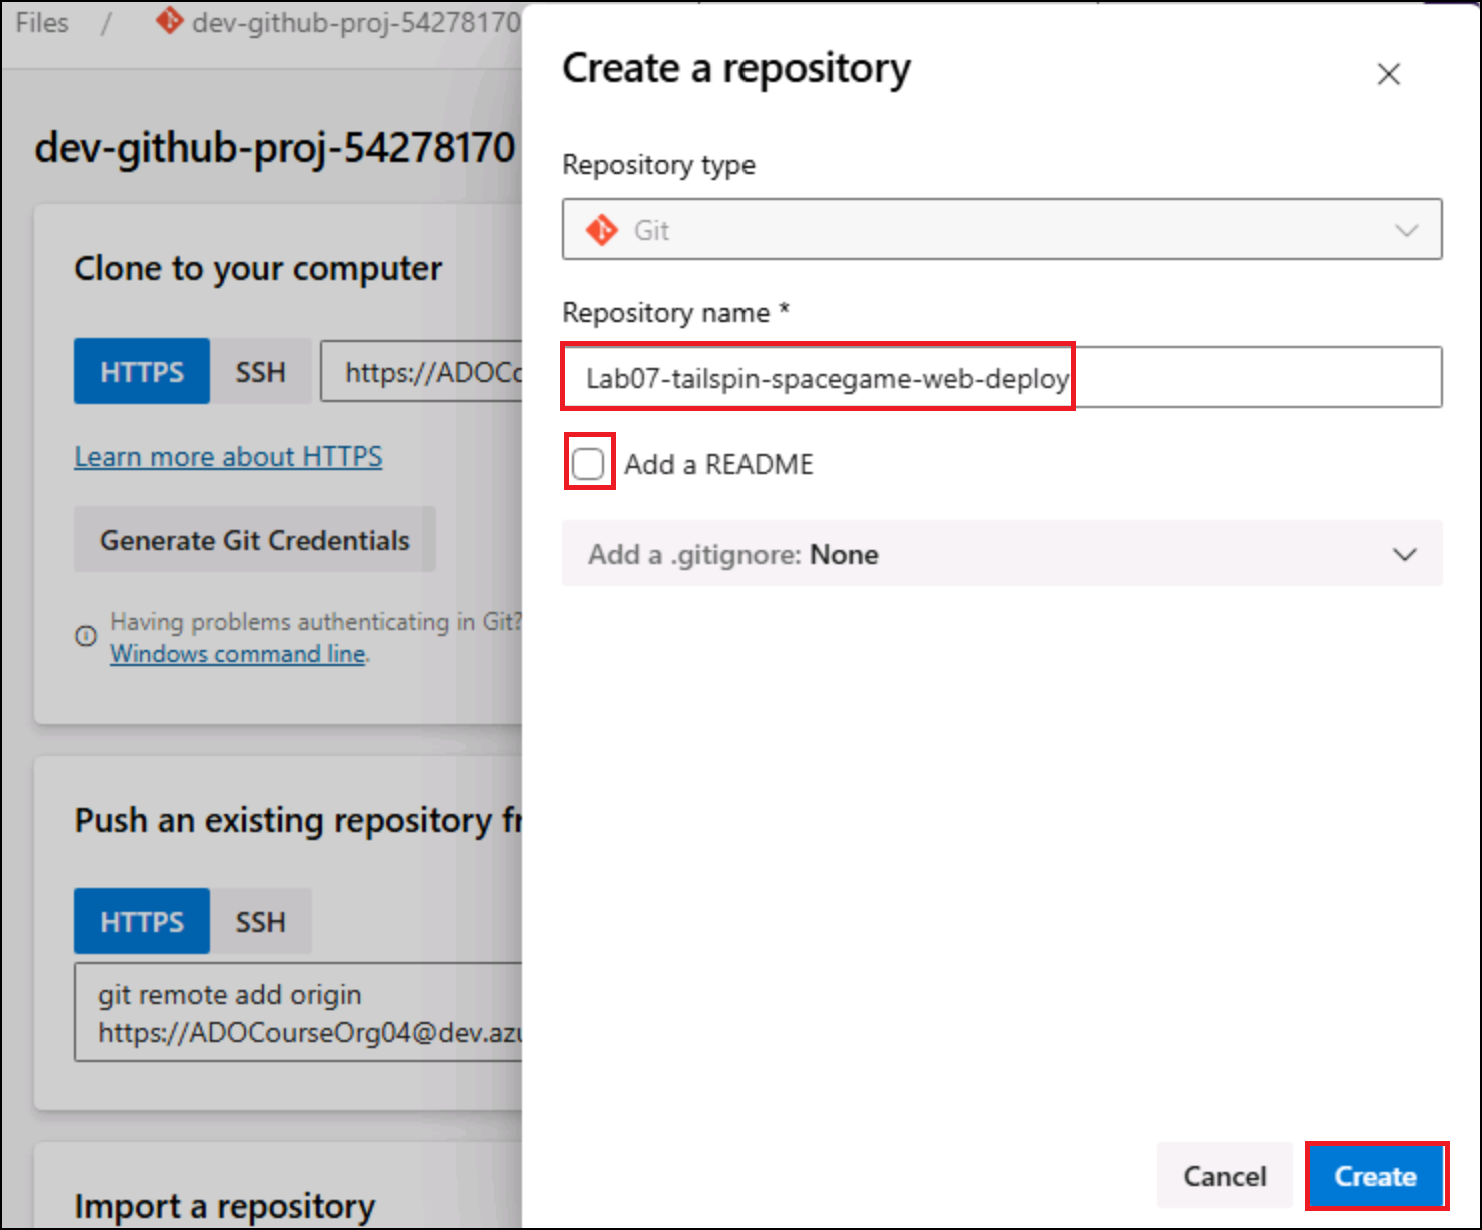 Files / dev-github-proj-54278170
dev-github-proj-54278170
Clone to your computer
HTTPS SSH https://ADOCo
Learn more about HTTPS
Generate Git Credentials
Having problems authenticating in Git?
Windows command line.
Push an existing repository fr
HTTPS SSH
git remote add origin
https://ADOCourseOrg04@dev.azu
Import a repository
Create a repository
Repository type
Git
Repository name *
Lab07-tailspin-spacegame-web-deploy
Add a README
Add a .gitignore: None
Cancel Create